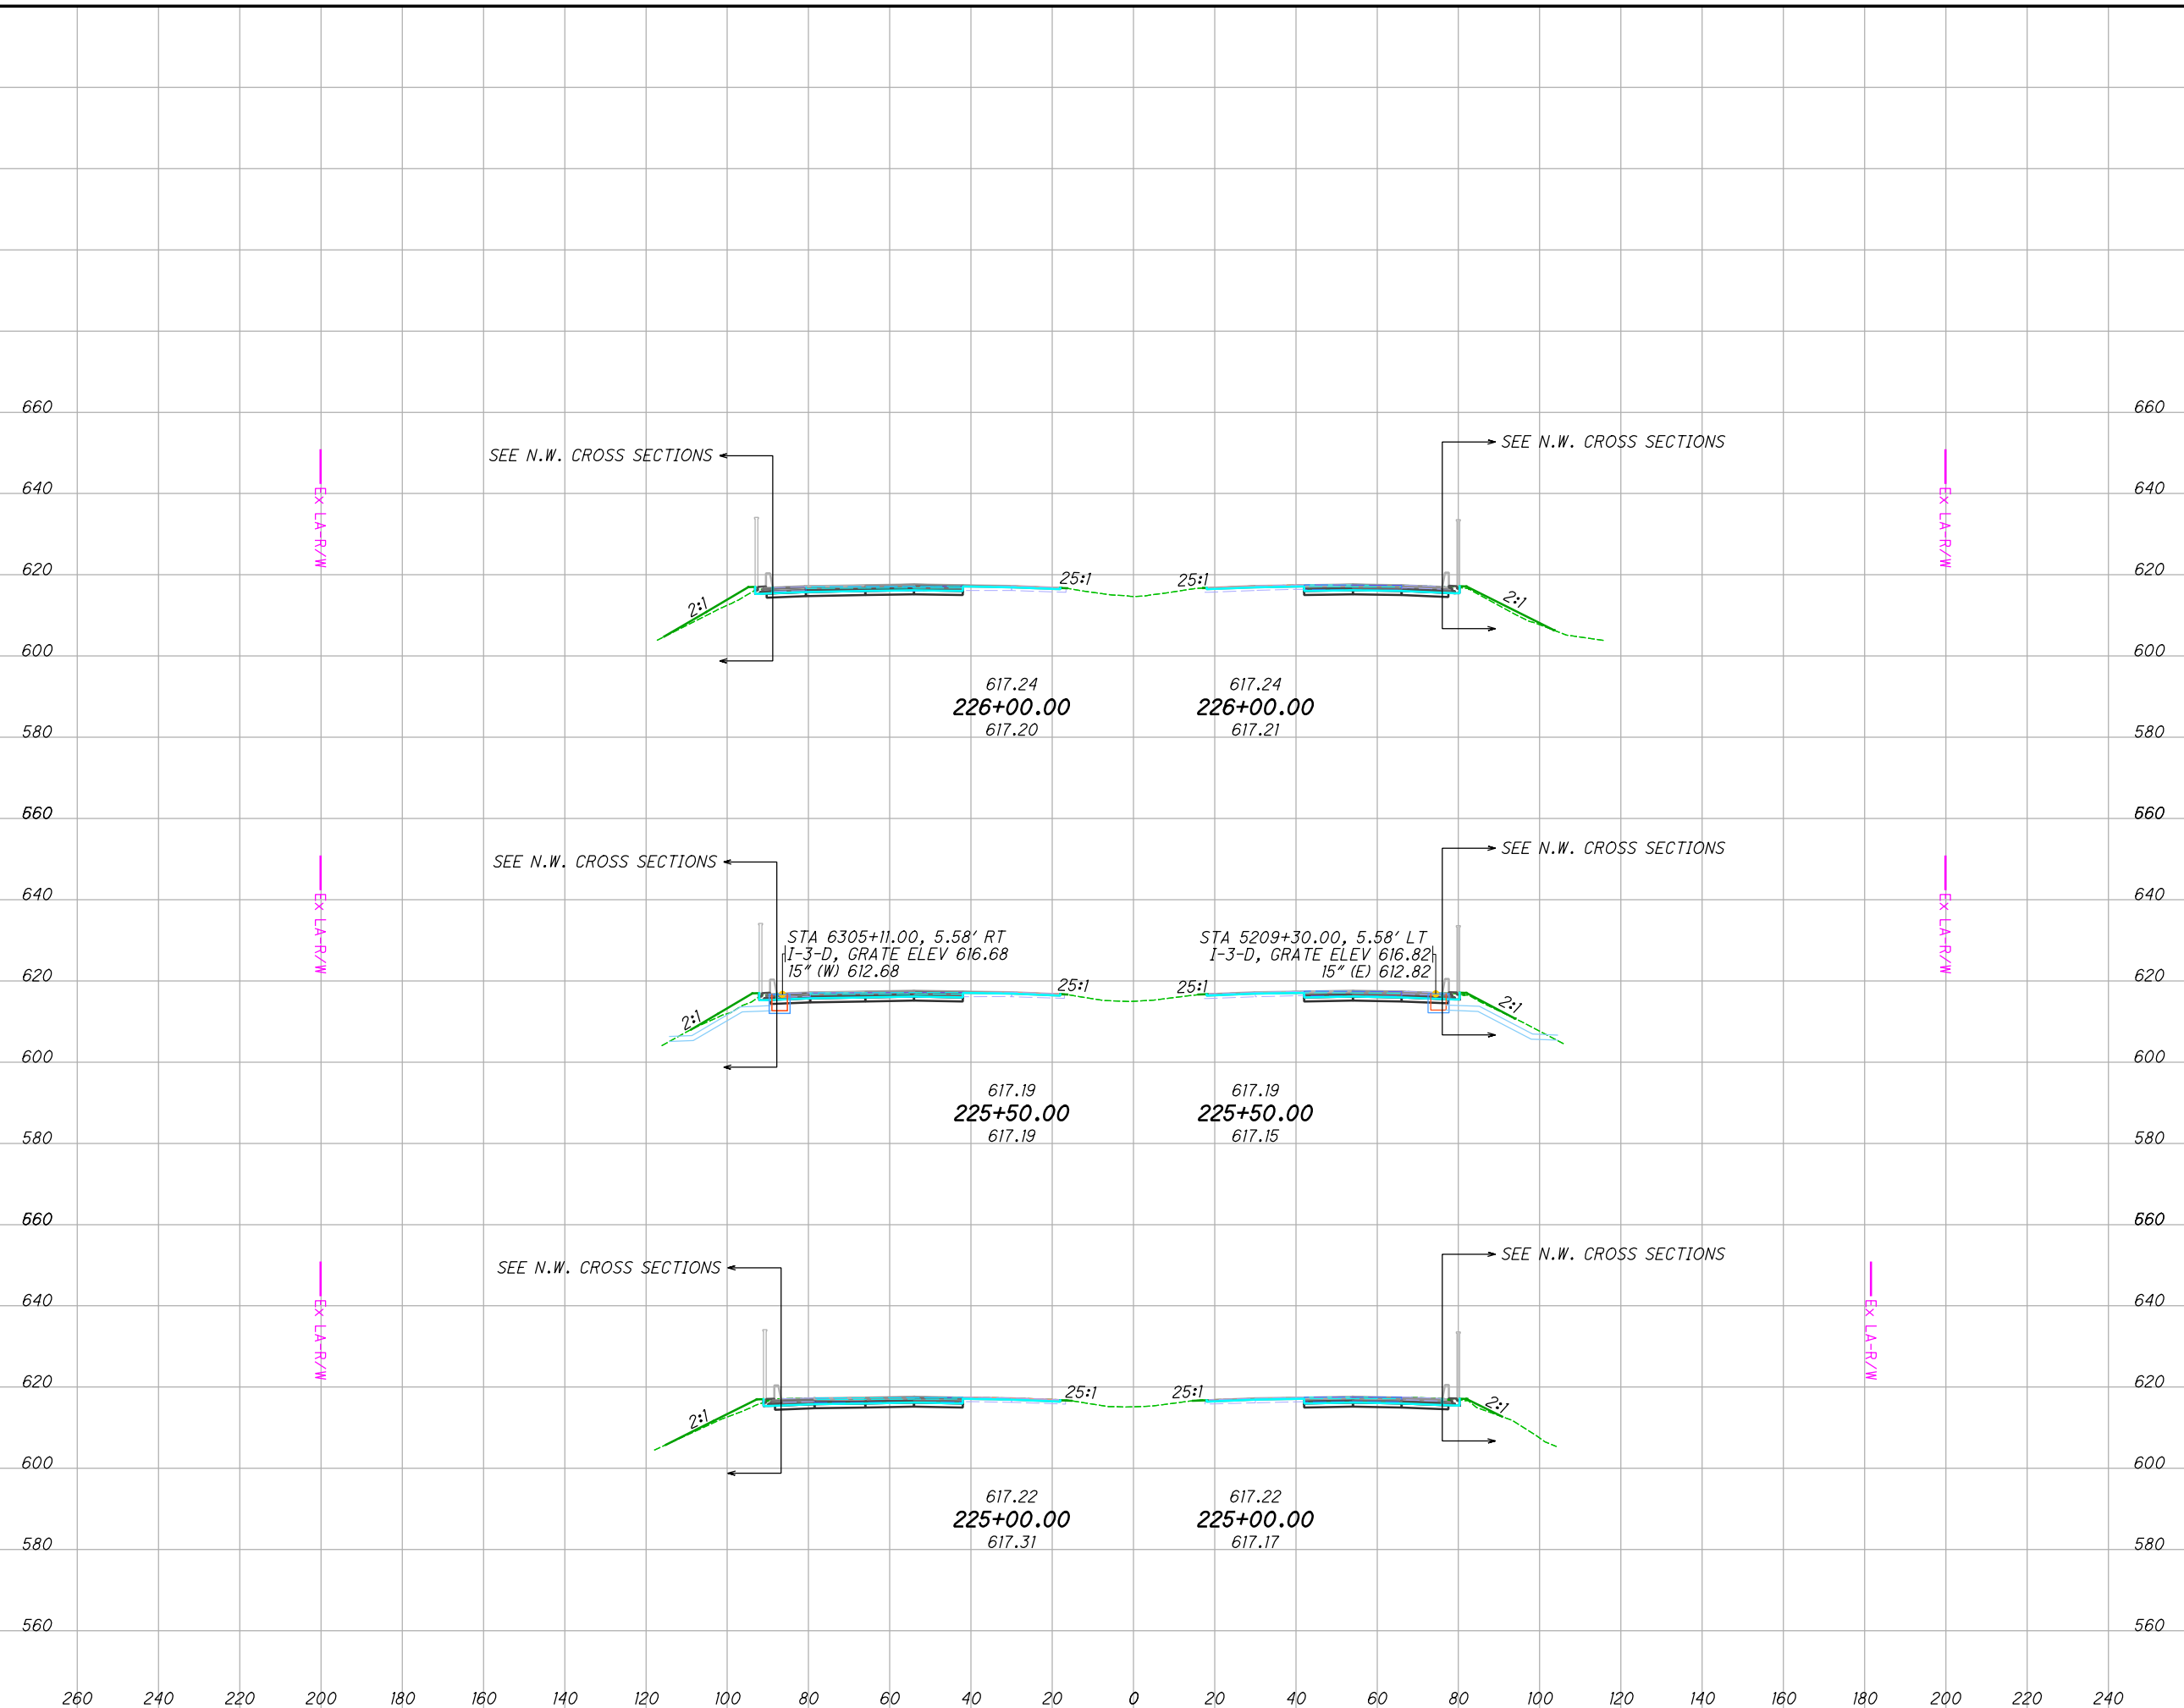 660 660
SEE N.W. CROSS SECTIONS SEE N.W. CROSS SECTIONS
640 640
Ex LA-R/W Ex LA-R/W
620 620
2:1 25:1 25:1 2:1
600 600
617.24 617.24
226+00.00 226+00.00
617.20 617.21
580 580
660 660
SEE N.W. CROSS SECTIONS SEE N.W. CROSS SECTIONS
640 640
Ex LA-R/W Ex LA-R/W
STA 6305+11.00, 5.58' RT STA 5209+30.00, 5.58' LT
I-3-D, GRATE ELEV 616.68 I-3-D, GRATE ELEV 616.82
15" (W) 612.68 15" (E) 612.82
620 620
2:1 25:1 25:1 2:1
600 600
617.19 617.19
225+50.00 225+50.00
617.19 617.15
580 580
660 660
SEE N.W. CROSS SECTIONS SEE N.W. CROSS SECTIONS
640 640
Ex LA-R/W Ex LA-R/W
620 620
2:1 25:1 25:1 2:1
600 600
617.22 617.22
225+00.00 225+00.00
617.31 617.17
580 580
560 560
260 240 220 200 180 160 140 120 100 80 60 40 20 0 20 40 60 80 100 120 140 160 180 200 220 240